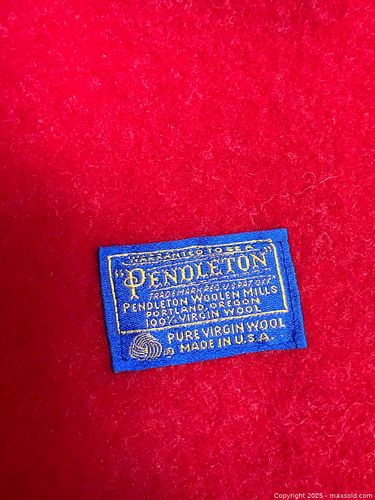 WARRANTED TO BE A
"PENDLETON"
TRADEMARK REG. U.S. PAT. OFF.
PENDLETON WOOLEN MILLS
PORTLAND, OREGON
100% VIRGIN WOOL
PURE VIRGIN WOOL
® MADE IN U.S.A.
Copyright 2025 - maxsold.com